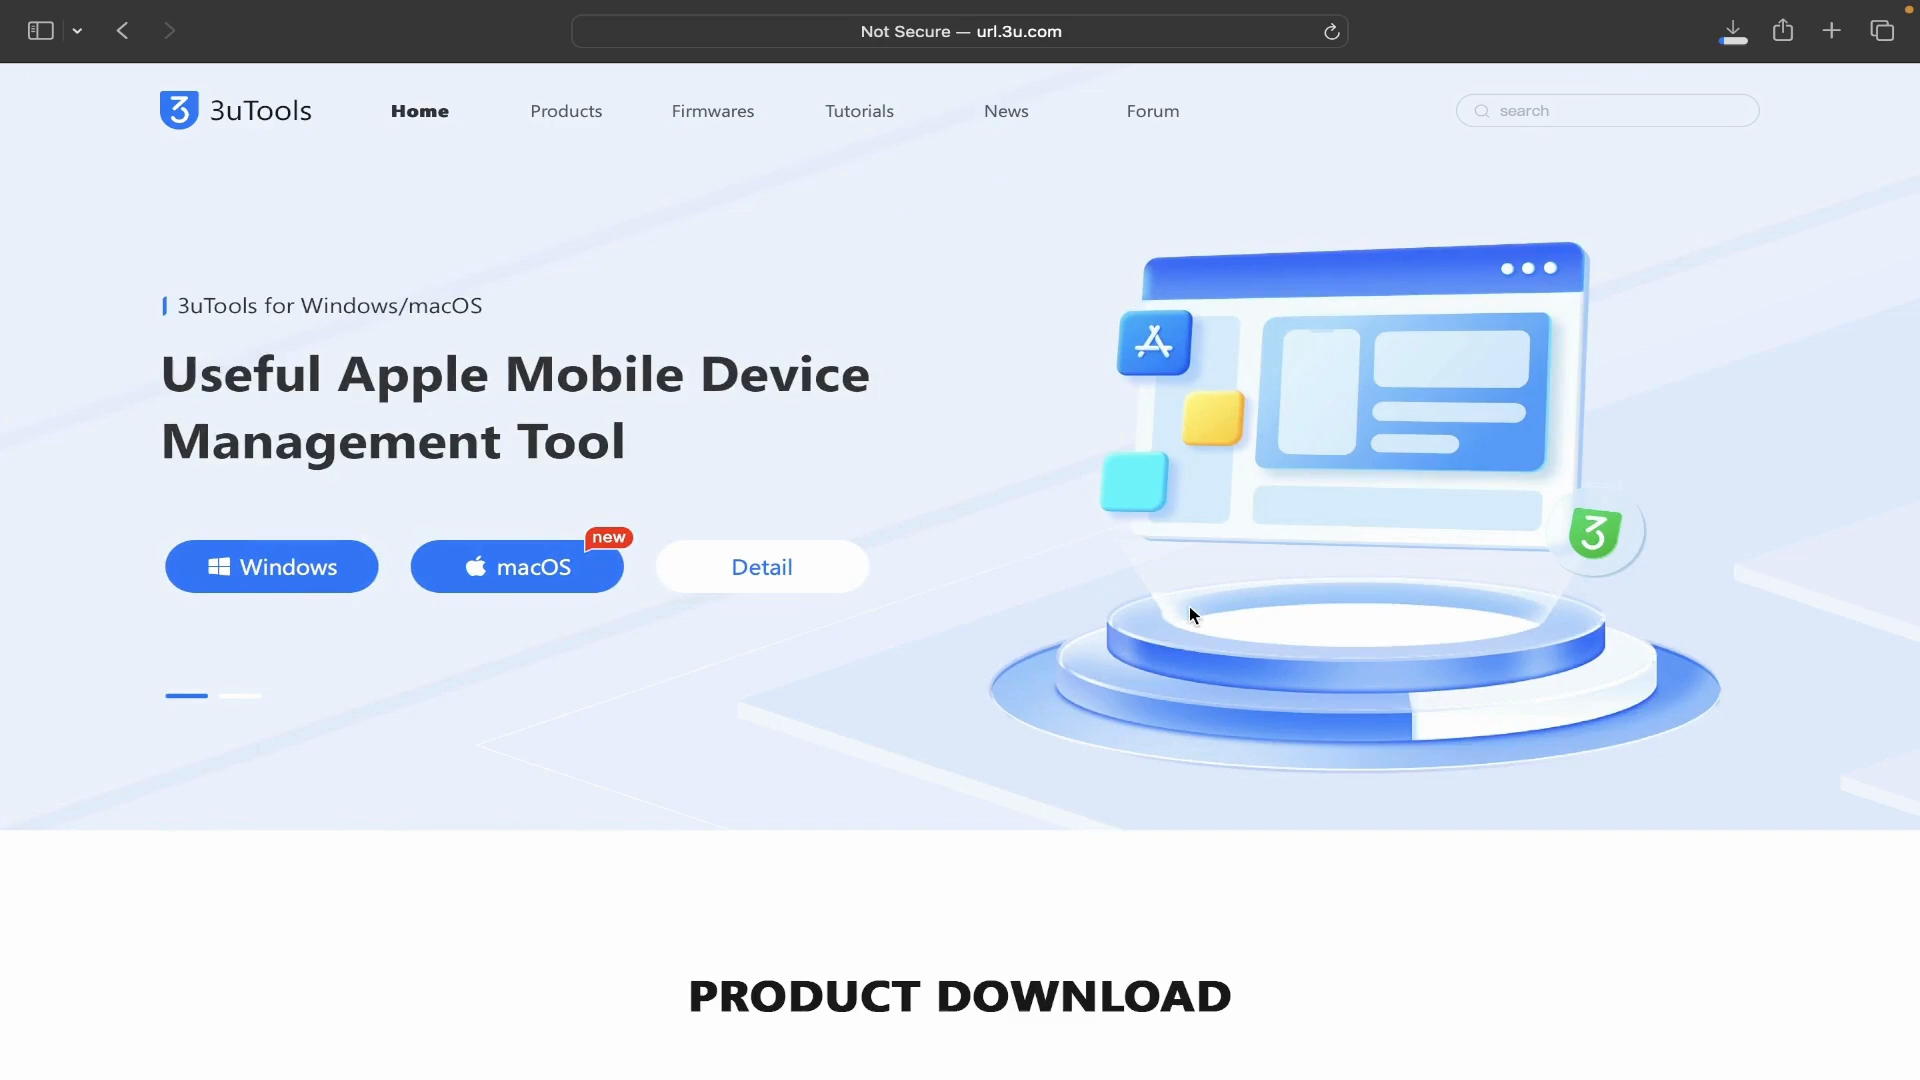 Not Secure — url.3u.com
3uTools
Home
Products
Firmwares
Tutorials
News
Forum
search
3uTools for Windows/macOS
Useful Apple Mobile Device
Management Tool
Windows
macOS
new
Detail
PRODUCT DOWNLOAD